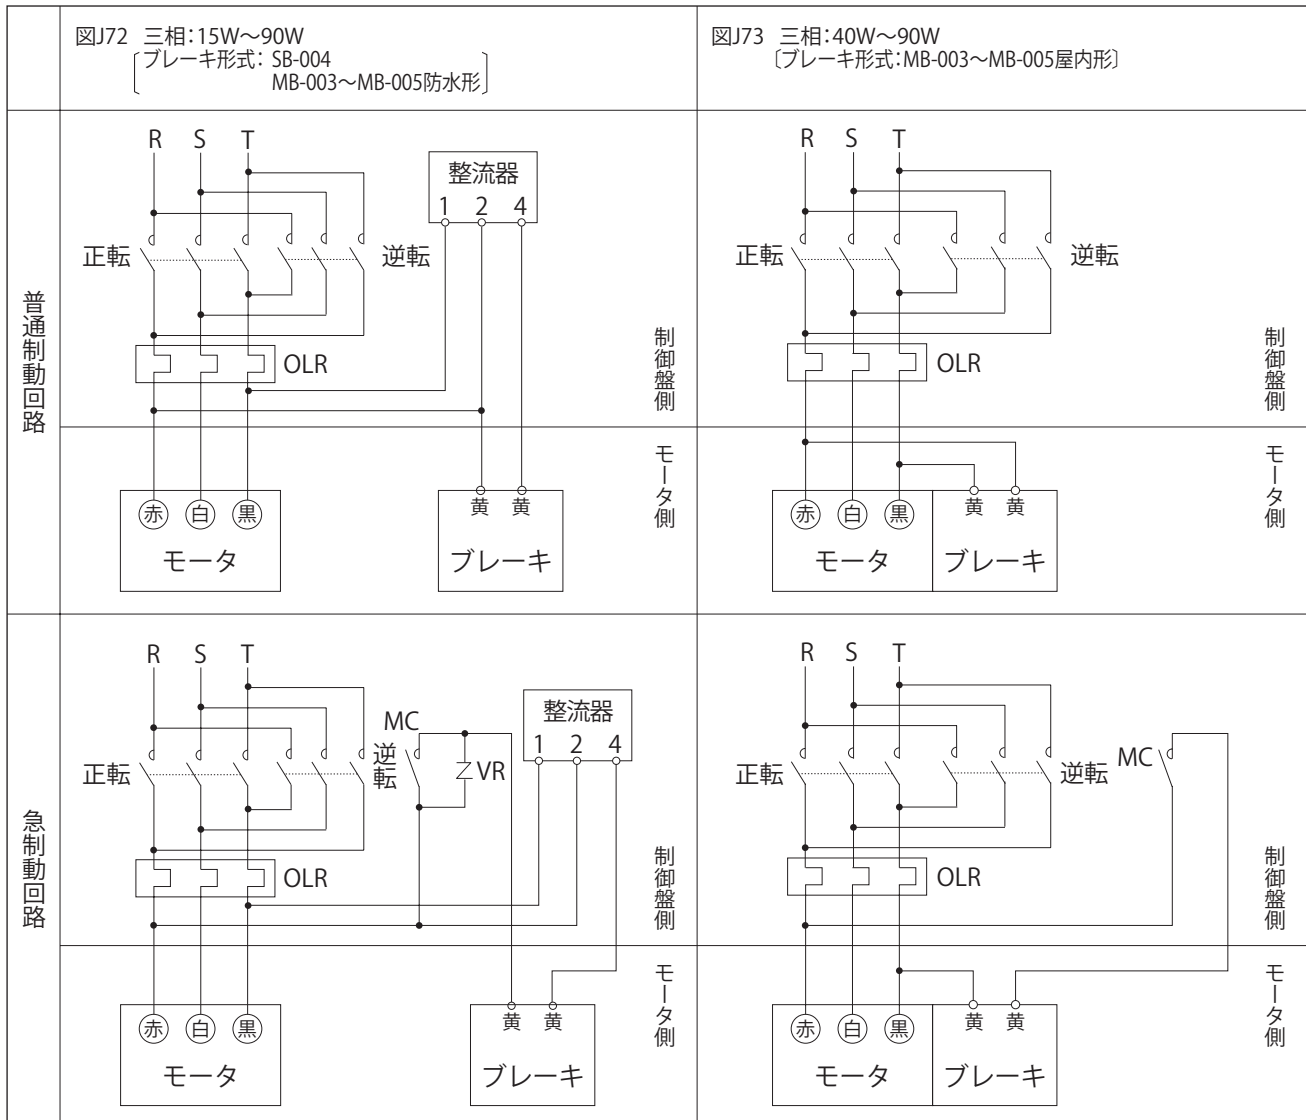 図J72 三相:15W～90W
ブレーキ形式: SB-004
MB-003～MB-005防水形
図J73 三相:40W～90W
〔ブレーキ形式:MB-003～MB-005屋内形〕
普通制動回路
R S T
整流器
1 2 4
正転
逆転
OLR
制御盤側
モータ側
赤 白 黒
モータ
黄 黄
ブレーキ
R S T
正転
逆転
OLR
制御盤側
モータ側
赤 白 黒
モータ
黄 黄
ブレーキ
急制動回路
R S T
整流器
1 2 4
MC
正転
逆転
VR
OLR
制御盤側
モータ側
赤 白 黒
モータ
黄 黄
ブレーキ
R S T
正転
逆転
MC
OLR
制御盤側
モータ側
赤 白 黒
モータ
黄 黄
ブレーキ